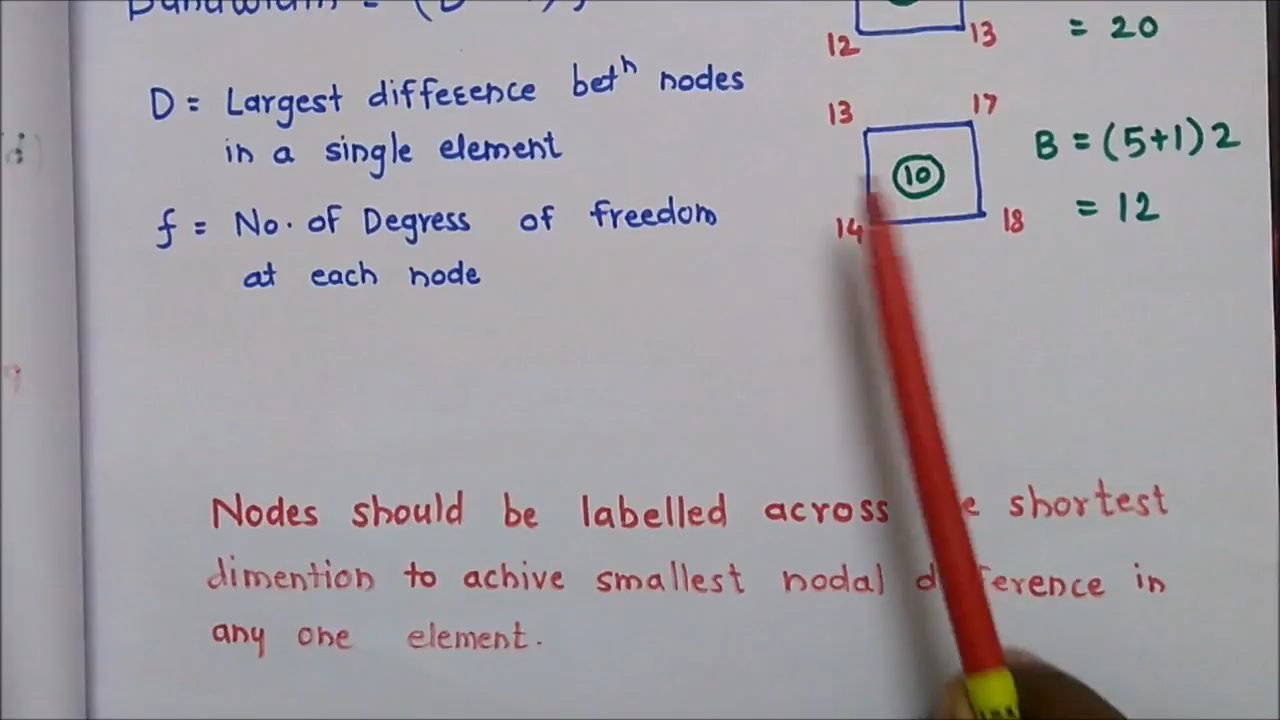 12 13 = 20
D = Largest difference betⁿ nodes
in a single element
f = No. of Degress of freedom
at each node
13 17
10
14 18
B = (5+1) 2
= 12
Nodes should be labelled across shortest
dimention to achive smallest nodal in
any one element.